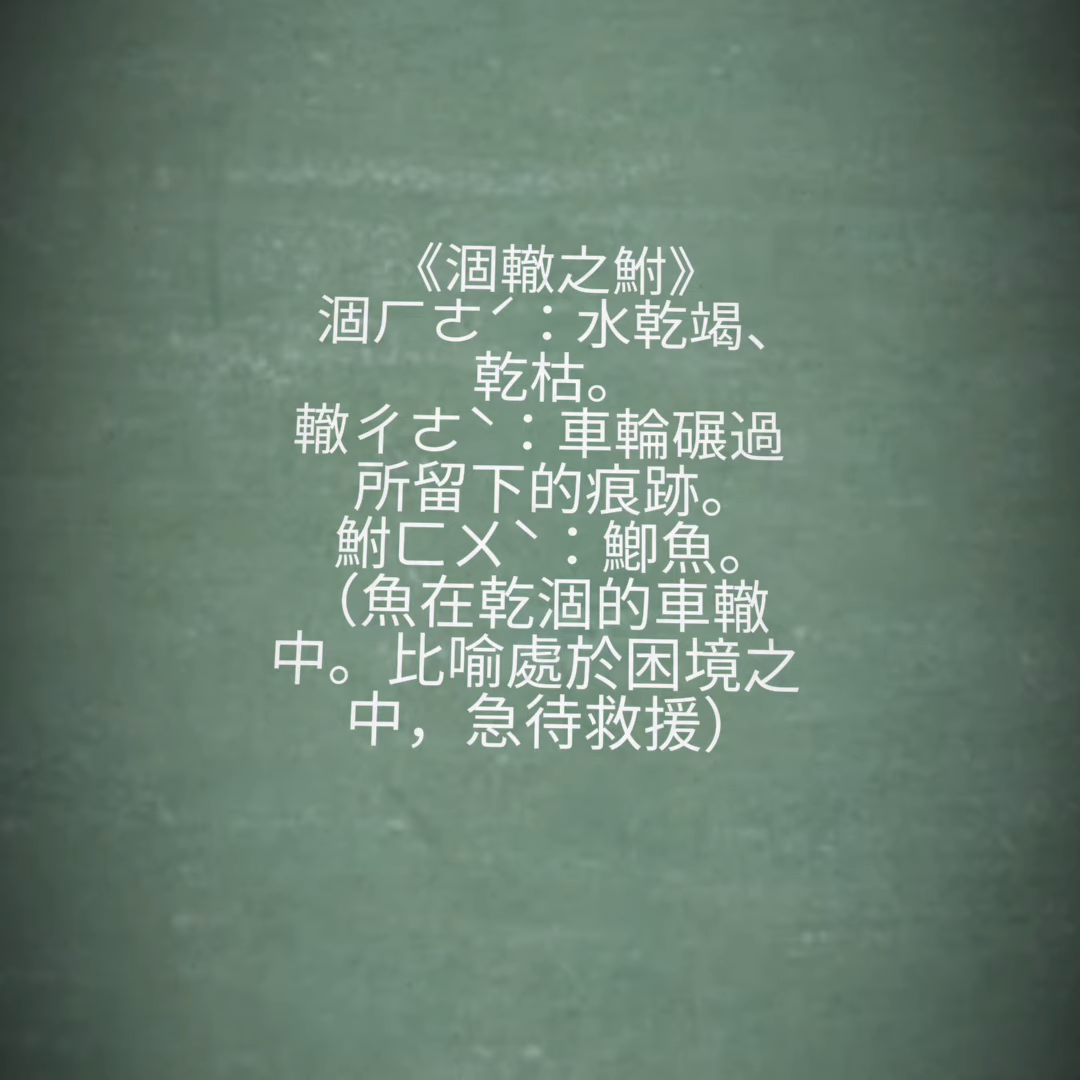 《涸轍之鮒》
涸ㄏㄜˊ：水乾竭、
乾枯。
轍ㄔㄜˋ：車輪碾過
所留下的痕跡。
鮒ㄈㄨˋ：鯽魚。
（魚在乾涸的車轍
中。比喻處於困境之
中，急待救援）